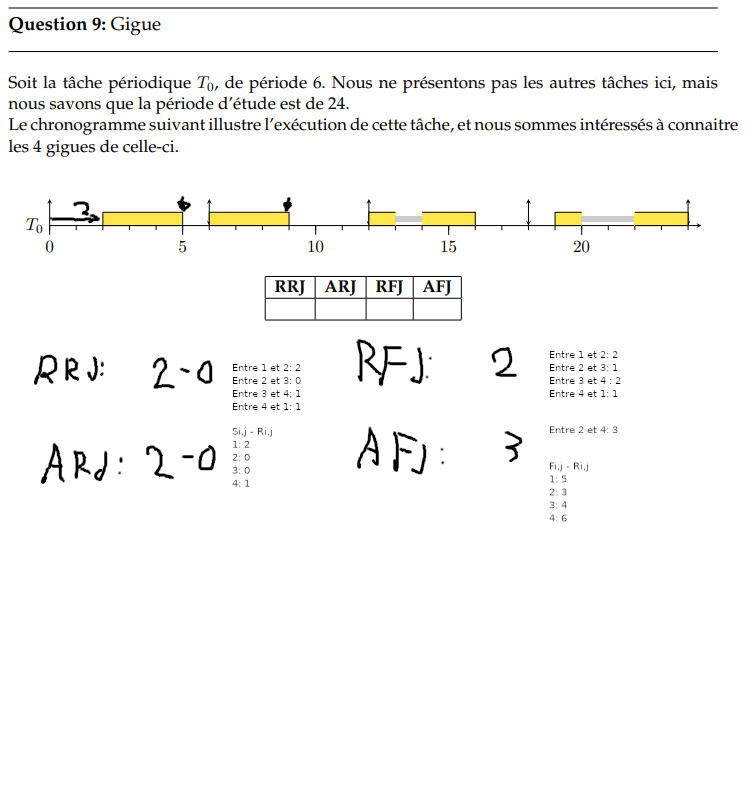 Question 9: Gigue
Soit la tâche périodique T0, de période 6. Nous ne présentons pas les autres tâches ici, mais
nous savons que la période d'étude est de 24.
Le chronogramme suivant illustre l'exécution de cette tâche, et nous sommes intéressés à connaitre
les 4 gigues de celle-ci.
2
T0
0 5 10 15 20
RRJ ARJ RFJ AFJ
RRJ: 2-0
Entre 1 et 2: 2
Entre 2 et 3: 0
Entre 3 et 4; 1
Entre 4 et 1: 1
RFJ: 2
Entre 1 et 2: 2
Entre 2 et 3: 1
Entre 3 et 4 : 2
Entre 4 et 1: 1
ARJ: 2-0
Si,j - Ri,j
1: 2
2: 0
3: 0
4: 1
AFJ: 3
Entre 2 et 4: 3
Fi,j - Ri,j
1: 5
2: 3
3: 4
4: 6